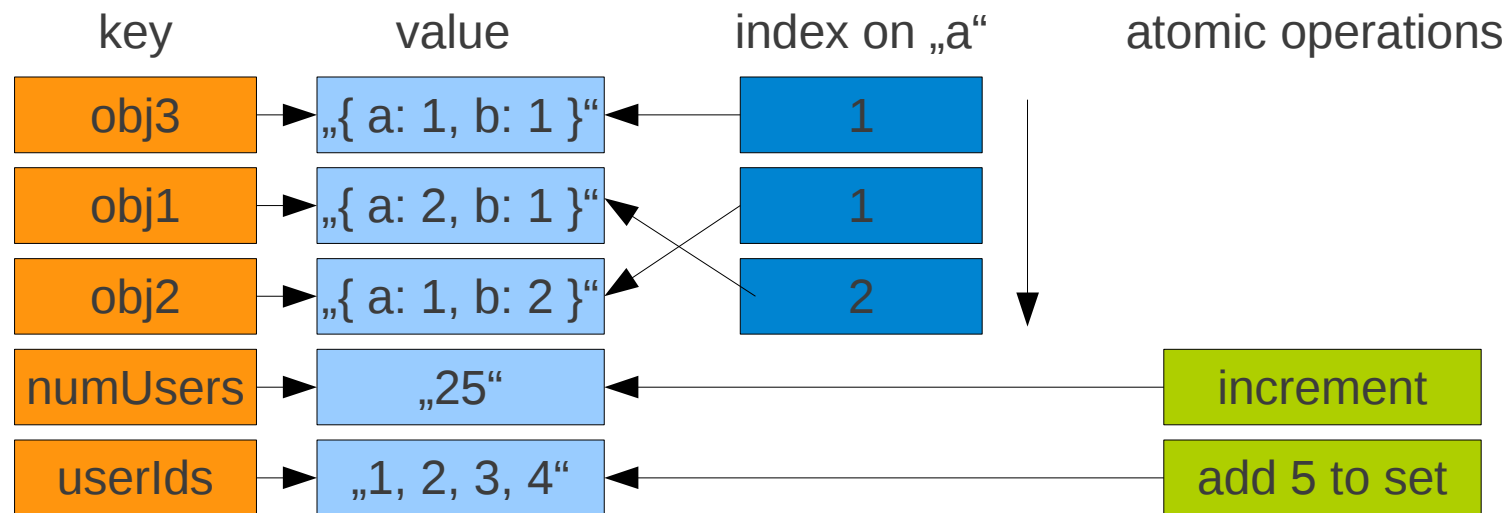 key value index on „a“ atomic operations
obj3 „{ a: 1, b: 1 }“ 1
obj1 „{ a: 2, b: 1 }“ 1
obj2 „{ a: 1, b: 2 }“ 2
numUsers „25“ increment
userIds „1, 2, 3, 4“ add 5 to set